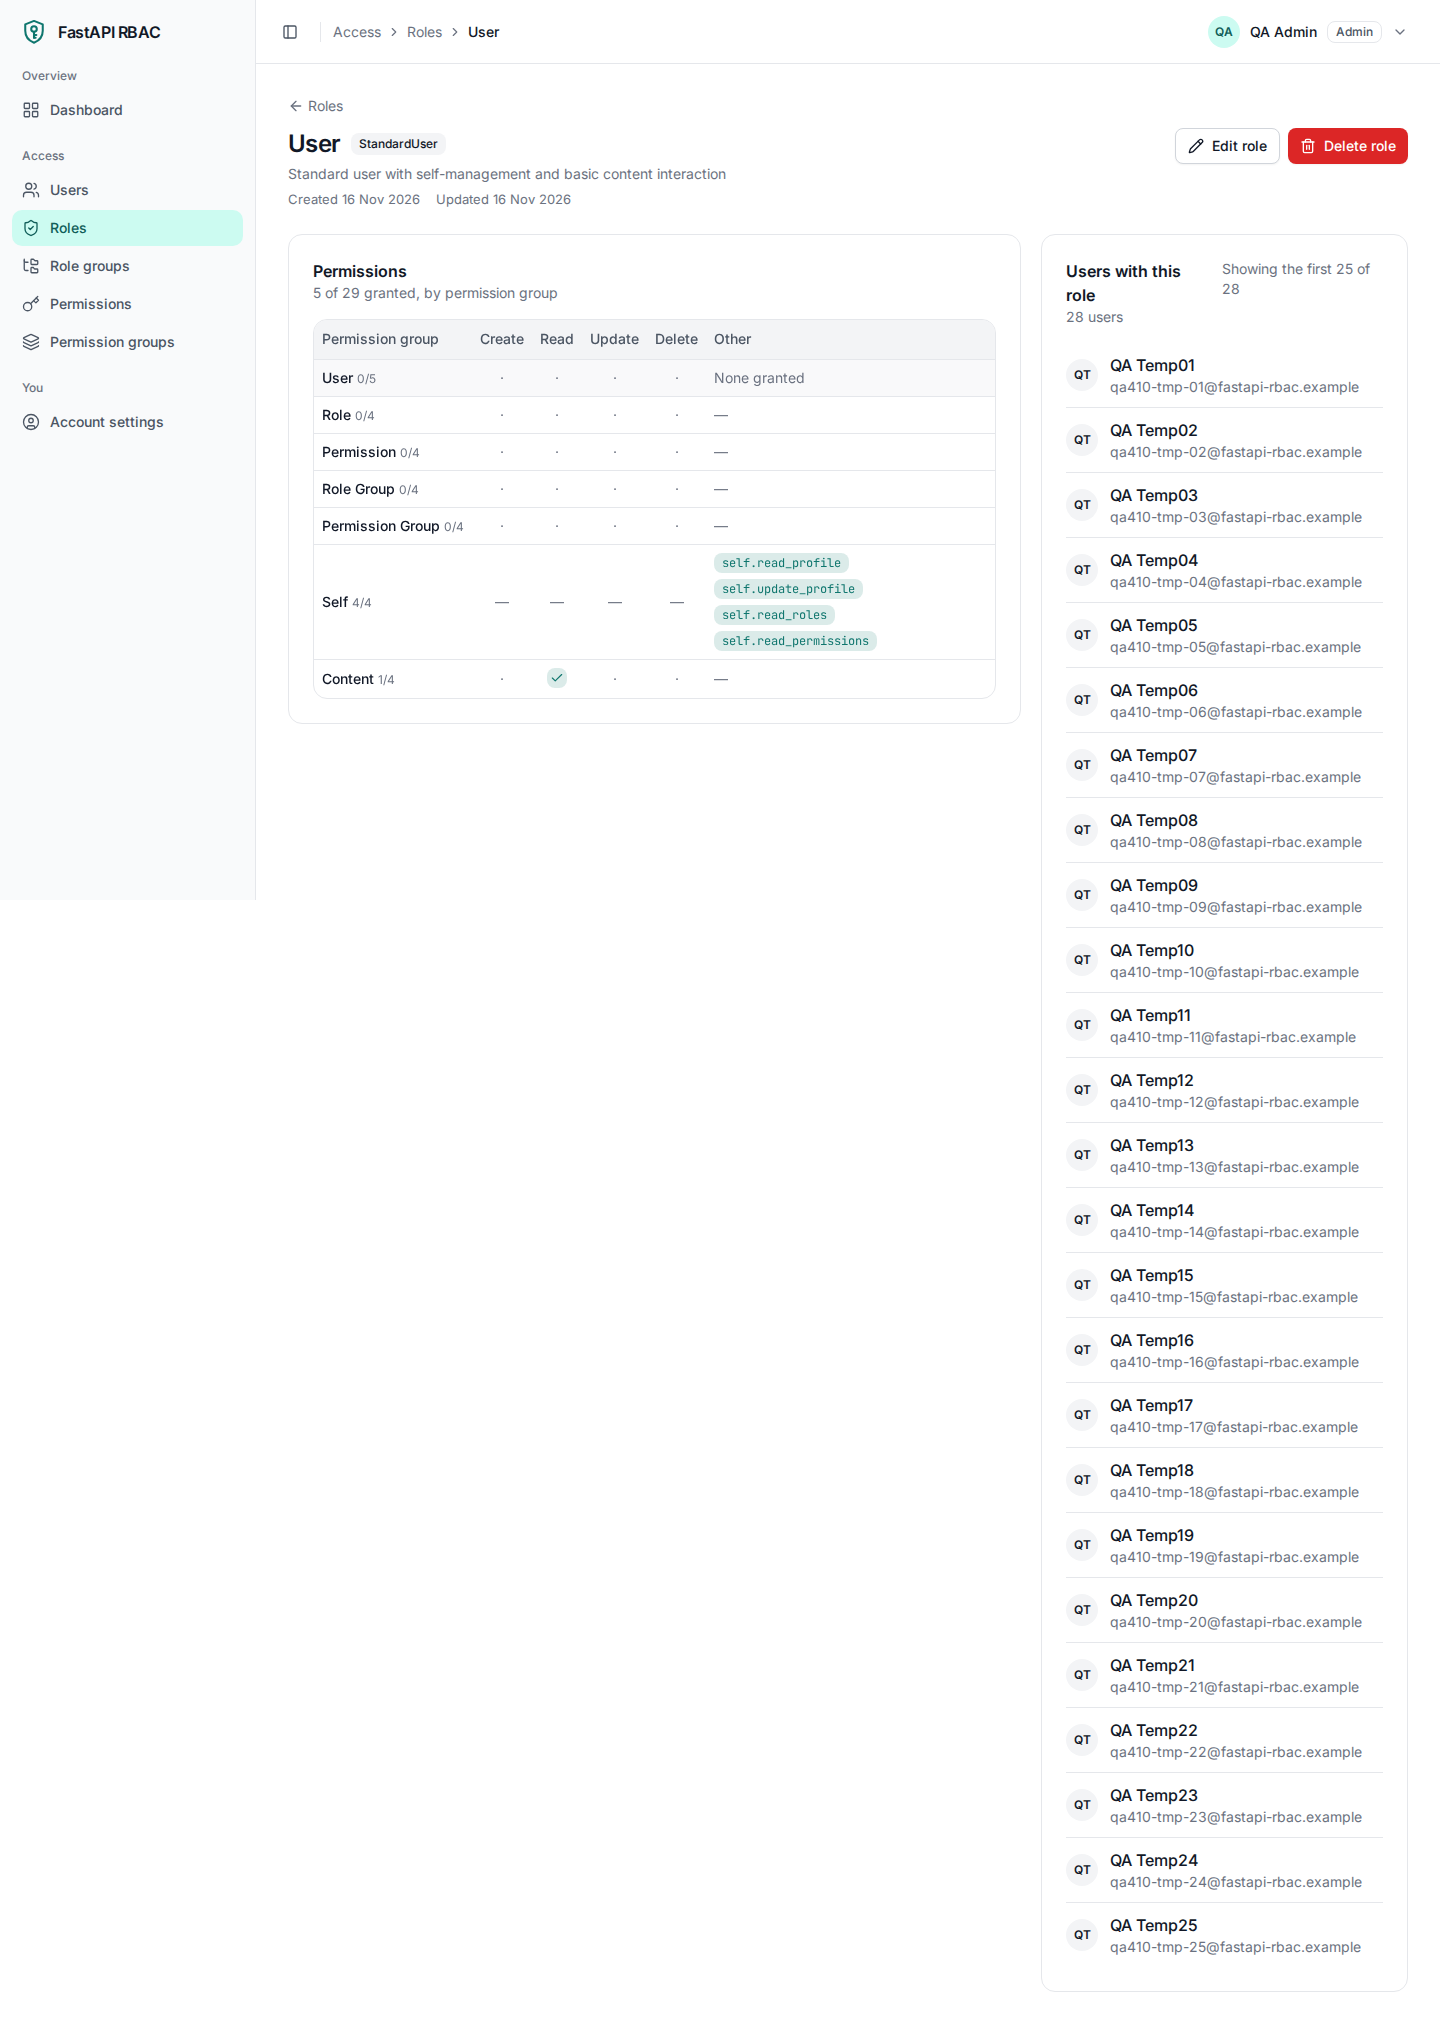 FastAPI RBAC
Overview
Dashboard
Access
Users
Roles
Role groups
Permissions
Permission groups
You
Account settings
Access > Roles > User
QA QA Admin Admin
← Roles
User StandardUser
Edit role
Delete role
Standard user with self-management and basic content interaction
Created 16 Nov 2026 Updated 16 Nov 2026
Permissions
5 of 29 granted, by permission group
Permission group Create Read Update Delete Other
User 0/5 · · · · None granted
Role 0/4 · · · · —
Permission 0/4 · · · · —
Role Group 0/4 · · · · —
Permission Group 0/4 · · · · —
Self 4/4 — — — —
self.read_profile
self.update_profile
self.read_roles
self.read_permissions
Content 1/4 · ✓ · · —
Users with this
role
28 users
Showing the first 25 of
28
QT QA Temp01
qa410-tmp-01@fastapi-rbac.example
QT QA Temp02
qa410-tmp-02@fastapi-rbac.example
QT QA Temp03
qa410-tmp-03@fastapi-rbac.example
QT QA Temp04
qa410-tmp-04@fastapi-rbac.example
QT QA Temp05
qa410-tmp-05@fastapi-rbac.example
QT QA Temp06
qa410-tmp-06@fastapi-rbac.example
QT QA Temp07
qa410-tmp-07@fastapi-rbac.example
QT QA Temp08
qa410-tmp-08@fastapi-rbac.example
QT QA Temp09
qa410-tmp-09@fastapi-rbac.example
QT QA Temp10
qa410-tmp-10@fastapi-rbac.example
QT QA Temp11
qa410-tmp-11@fastapi-rbac.example
QT QA Temp12
qa410-tmp-12@fastapi-rbac.example
QT QA Temp13
qa410-tmp-13@fastapi-rbac.example
QT QA Temp14
qa410-tmp-14@fastapi-rbac.example
QT QA Temp15
qa410-tmp-15@fastapi-rbac.example
QT QA Temp16
qa410-tmp-16@fastapi-rbac.example
QT QA Temp17
qa410-tmp-17@fastapi-rbac.example
QT QA Temp18
qa410-tmp-18@fastapi-rbac.example
QT QA Temp19
qa410-tmp-19@fastapi-rbac.example
QT QA Temp20
qa410-tmp-20@fastapi-rbac.example
QT QA Temp21
qa410-tmp-21@fastapi-rbac.example
QT QA Temp22
qa410-tmp-22@fastapi-rbac.example
QT QA Temp23
qa410-tmp-23@fastapi-rbac.example
QT QA Temp24
qa410-tmp-24@fastapi-rbac.example
QT QA Temp25
qa410-tmp-25@fastapi-rbac.example